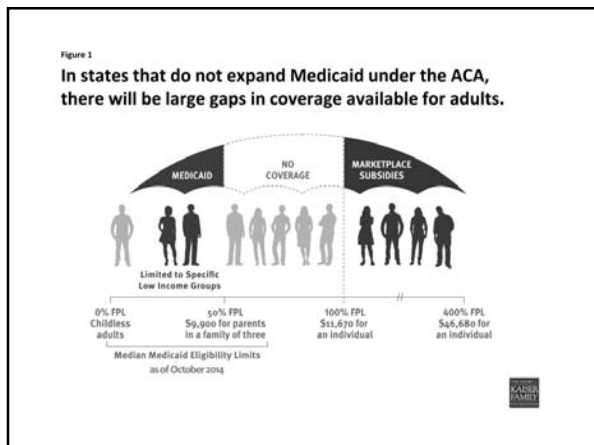 Figure 1
In states that do not expand Medicaid under the ACA,
there will be large gaps in coverage available for adults.
MEDICAID
NO
COVERAGE
MARKETPLACE
SUBSIDIES
Limited to Specific
Low Income Groups
0% FPL
Childless
adults
50% FPL
$9,900 for parents
in a family of three
100% FPL
$11,670 for
an individual
400% FPL
$46,680 for
an individual
Median Medicaid Eligibility Limits
as of October 2014
KAISER
FAMILY